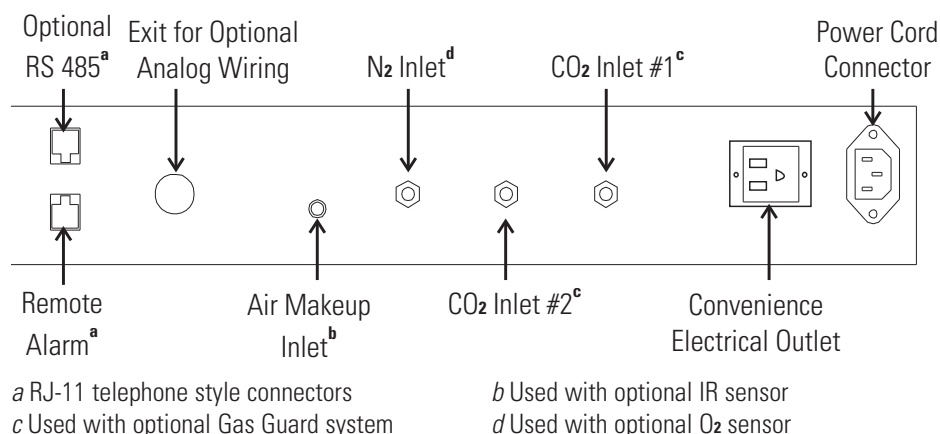 Optional
RS 485a
Exit for Optional
Analog Wiring
N2 Inletd
CO2 Inlet #1c
Power Cord
Connector
Remote
Alarma
Air Makeup
Inletb
CO2 Inlet #2c
Convenience
Electrical Outlet
a RJ-11 telephone style connectors
b Used with optional IR sensor
c Used with optional Gas Guard system
d Used with optional O2 sensor